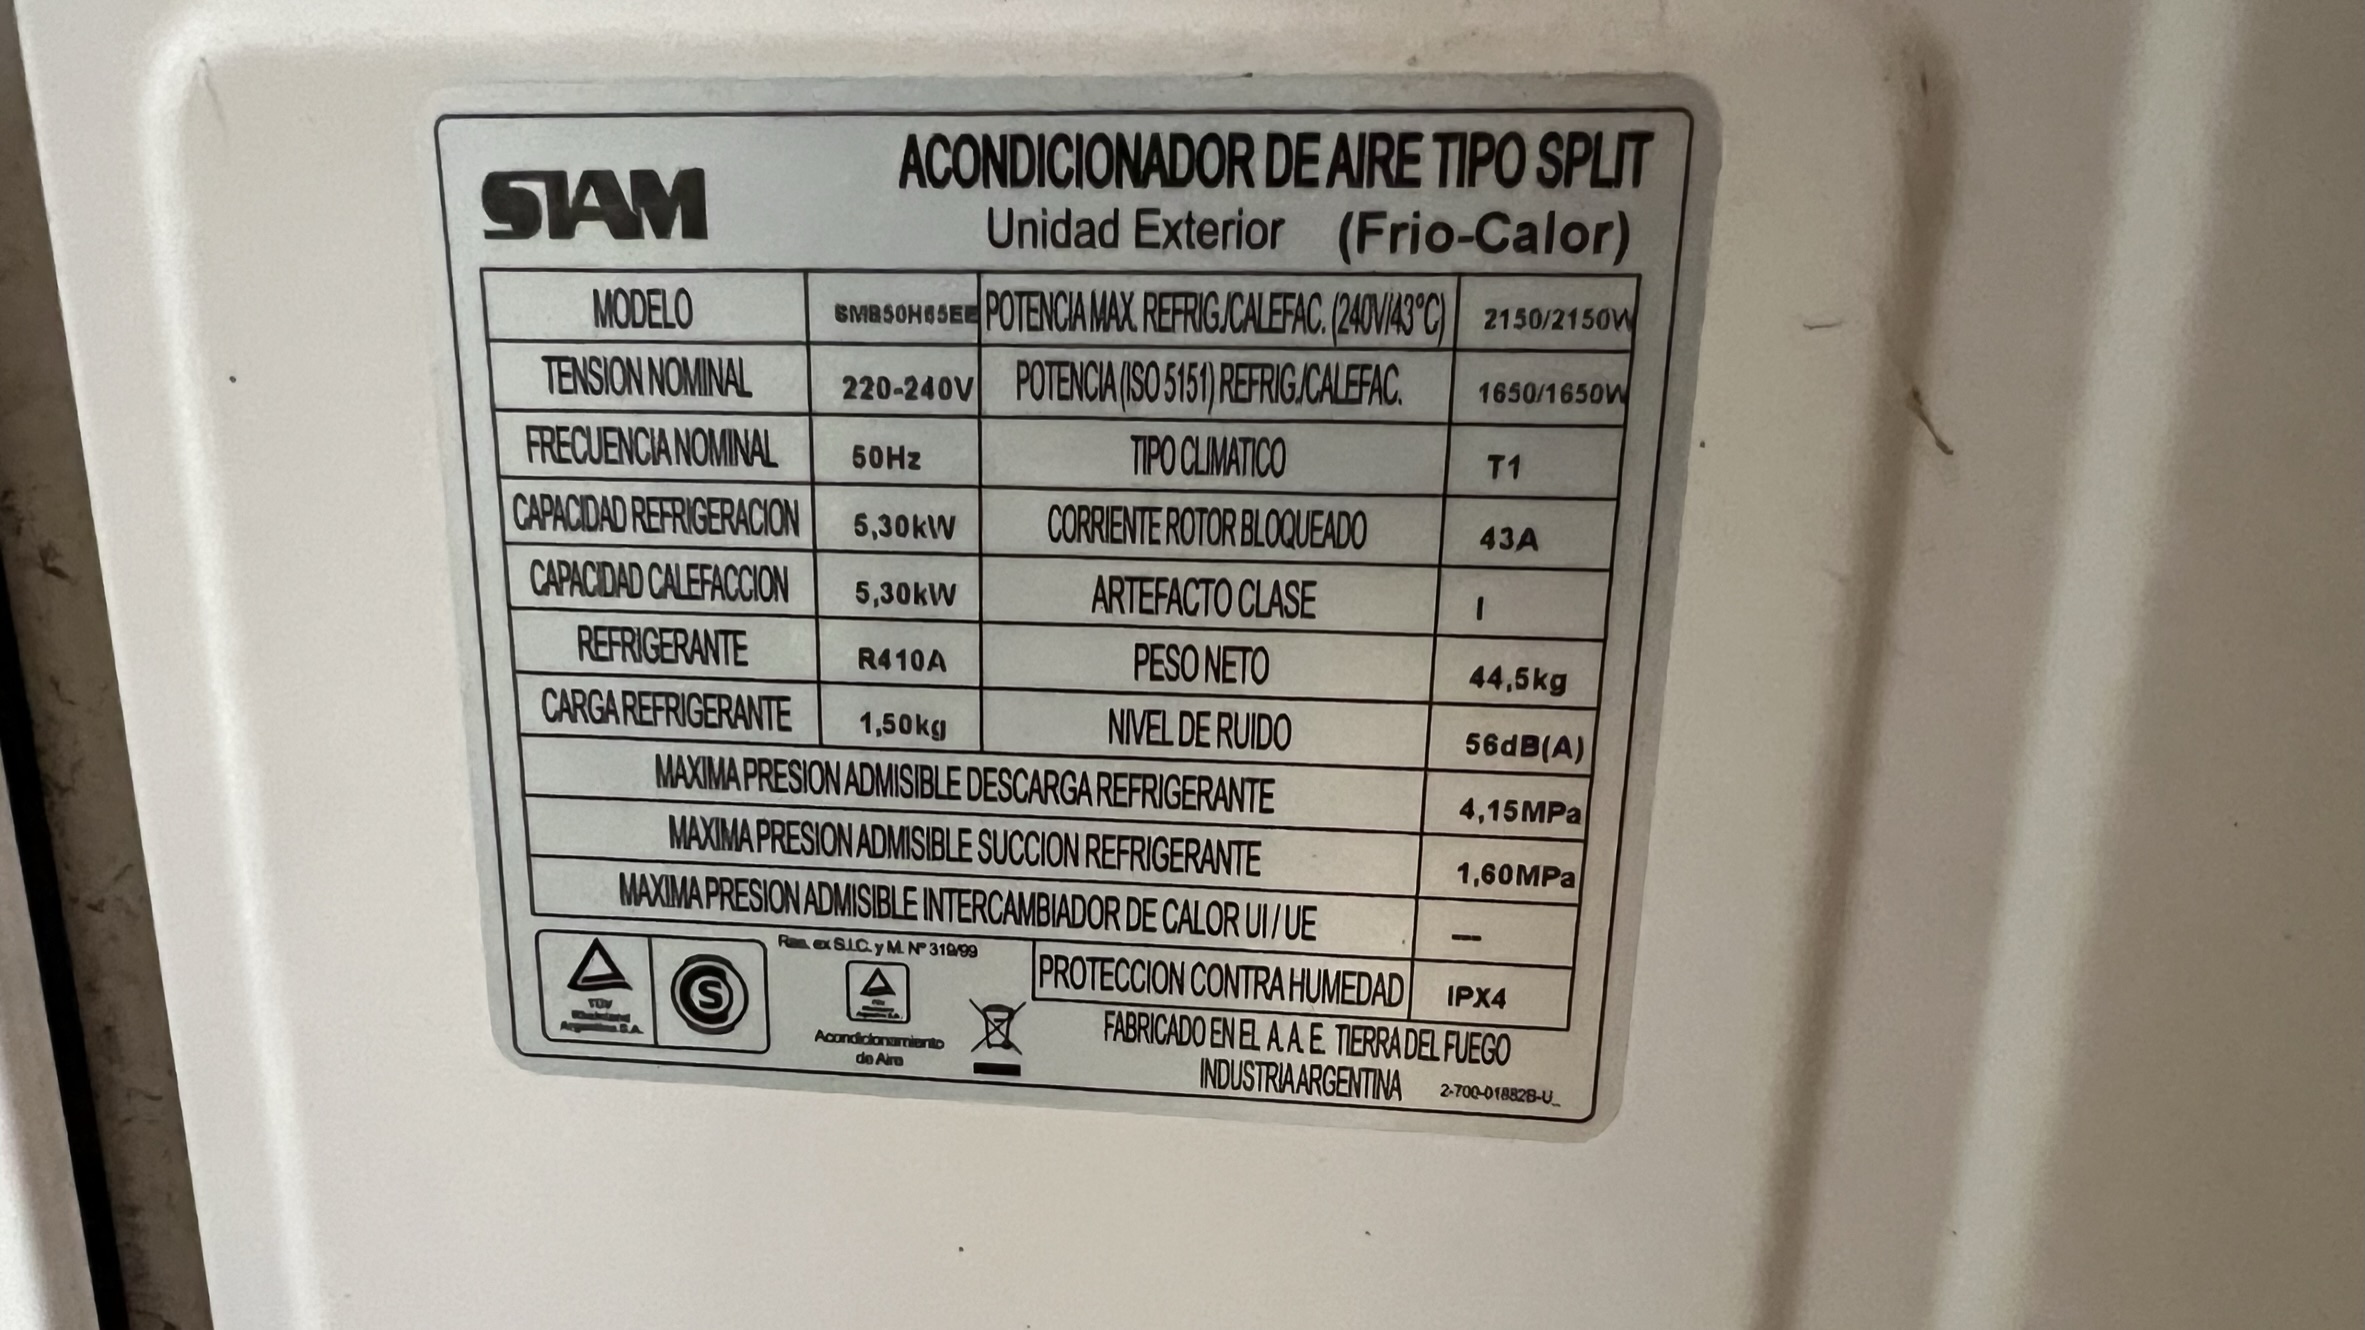 SIAM
ACONDICIONADOR DE AIRE TIPO SPLIT
Unidad Exterior (Frio-Calor)
MODELO SMB50H65EE POTENCIA MAX. REFRIG./CALEFAC. (240V/43°C) 2150/2150W
TENSION NOMINAL 220-240V POTENCIA (ISO 5151) REFRIG./CALEFAC. 1650/1650W
FRECUENCIA NOMINAL 50Hz TIPO CLIMATICO T1
CAPACIDAD REFRIGERACION 5,30kW CORRIENTE ROTOR BLOQUEADO 43A
CAPACIDAD CALEFACCION 5,30kW ARTEFACTO CLASE I
REFRIGERANTE R410A PESO NETO 44,5kg
CARGA REFRIGERANTE 1,50kg NIVEL DE RUIDO 56dB(A)
MAXIMA PRESION ADMISIBLE DESCARGA REFRIGERANTE 4,15MPa
MAXIMA PRESION ADMISIBLE SUCCION REFRIGERANTE 1,60MPa
MAXIMA PRESION ADMISIBLE INTERCAMBIADOR DE CALOR UI / UE ---
Res. ex S.I.C. y M. Nº 319/99
PROTECCION CONTRA HUMEDAD IPX4
TÜV
Rheinland
Argentina S.A.
S
Acondicionamiento
de Aire
FABRICADO EN EL A. A. E. TIERRA DEL FUEGO
INDUSTRIA ARGENTINA 2-700-01882B-U_